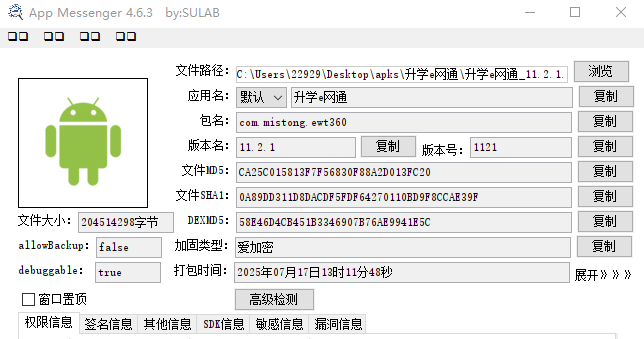 App Messenger 4.6.3 by:SULAB
文件路径: C:\Users\22929\Desktop\apks\升学e网通\升学e网通_11.2.1. 浏览
应用名: 默认 升学e网通 复制
包名: com.mistong.ewt360 复制
版本名: 11.2.1 复制 版本号: 1121
文件MD5: CA25C015813F7F56830F88A2D013FC20 复制
文件SHA1: 0A89DD311D8DACDF5FDF64270110BD9F8CCAE39F 复制
文件大小: 204514298字节 DEXMD5: 58E46D4CB451B3346907B76AE9941E5C 复制
allowBackup: false 加固类型: 爱加密 复制
debuggable: true 打包时间: 2025年07月17日13时11分48秒 展开》》》
窗口置顶 高级检测
权限信息 签名信息 其他信息 SDK信息 敏感信息 漏洞信息